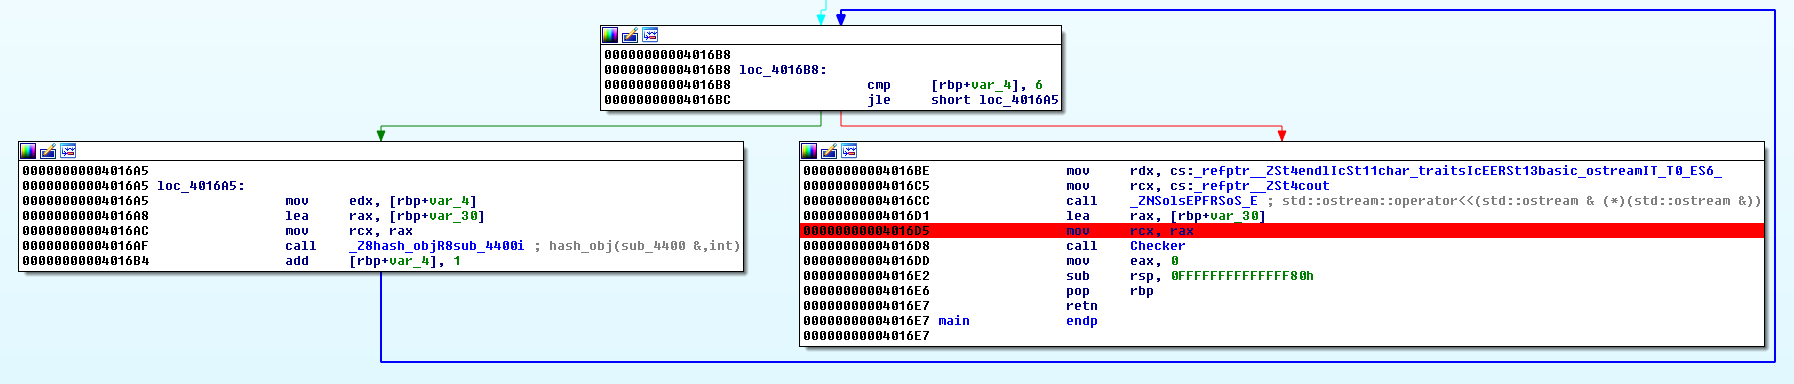 00000000004016B8
00000000004016B8 loc_4016B8:
00000000004016B8 cmp [rbp+var_4], 6
00000000004016BC jle short loc_4016A5
00000000004016A5
00000000004016A5 loc_4016A5:
00000000004016A5 mov edx, [rbp+var_4]
00000000004016A8 lea rax, [rbp+var_30]
00000000004016AC mov rcx, rax
00000000004016AF call _Z8hash_objR8sub_4400i ; hash_obj(sub_4400 &,int)
00000000004016B4 add [rbp+var_4], 1
00000000004016BE mov rdx, cs:_refptr__ZSt4endlIcSt11char_traitsIcEERSt13basic_ostreamIT_T0_ES6_
00000000004016C5 mov rcx, cs:_refptr__ZSt4cout
00000000004016CC call _ZNSolsEPFRSoS_E ; std::ostream::operator<<(std::ostream & (*)(std::ostream &))
00000000004016D1 lea rax, [rbp+var_30]
00000000004016D5 mov rcx, rax
00000000004016D8 call Checker
00000000004016DD mov eax, 0
00000000004016E2 sub rsp, 0FFFFFFFFFFFFFF80h
00000000004016E6 pop rbp
00000000004016E7 retn
00000000004016E7 main endp
00000000004016E7